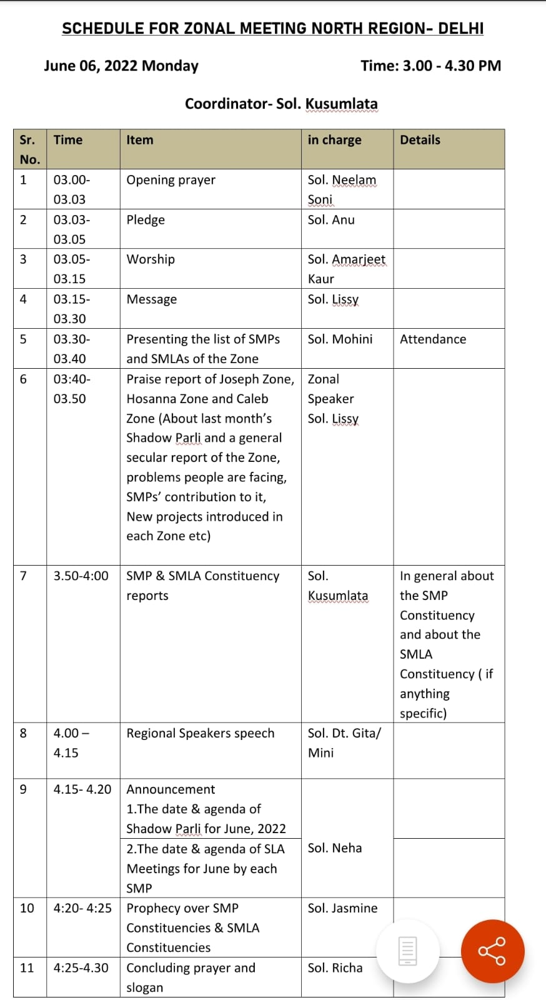 SCHEDULE FOR ZONAL MEETING NORTH REGION- DELHI
June 06, 2022 Monday
Time: 3.00 - 4.30 PM
Coordinator- Sol. Kusumlata
Sr.
No.
Time
Item
in charge
Details
1
03.00-
03.03
Opening prayer
Sol. Neelam
Soni
2
03.03-
03.05
Pledge
Sol. Anu
3
03.05-
03.15
Worship
Sol. Amarjeet
Kaur
4
03.15-
03.30
Message
Sol. Lissy
5
03.30-
03.40
Presenting the list of SMPs
and SMLAs of the Zone
Sol. Mohini
Attendance
6
03:40-
03.50
Praise report of Joseph Zone,
Hosanna Zone and Caleb
Zone (About last month’s
Shadow Parli and a general
secular report of the Zone,
problems people are facing,
SMPs’ contribution to it,
New projects introduced in
each Zone etc)
Zonal
Speaker
Sol. Lissy
7
3.50-4:00
SMP & SMLA Constituency
reports
Sol.
Kusumlata
In general about
the SMP
Constituency
and about the
SMLA
Constituency ( if
anything
specific)
8
4.00 –
4.15
Regional Speakers speech
Sol. Dt. Gita/
Mini
9
4.15- 4.20
Announcement
1.The date & agenda of
Shadow Parli for June, 2022
2.The date & agenda of SLA
Meetings for June by each
SMP
Sol. Neha
10
4:20- 4:25
Prophecy over SMP
Constituencies & SMLA
Constituencies
Sol. Jasmine
11
4:25-4.30
Concluding prayer and
slogan
Sol. Richa